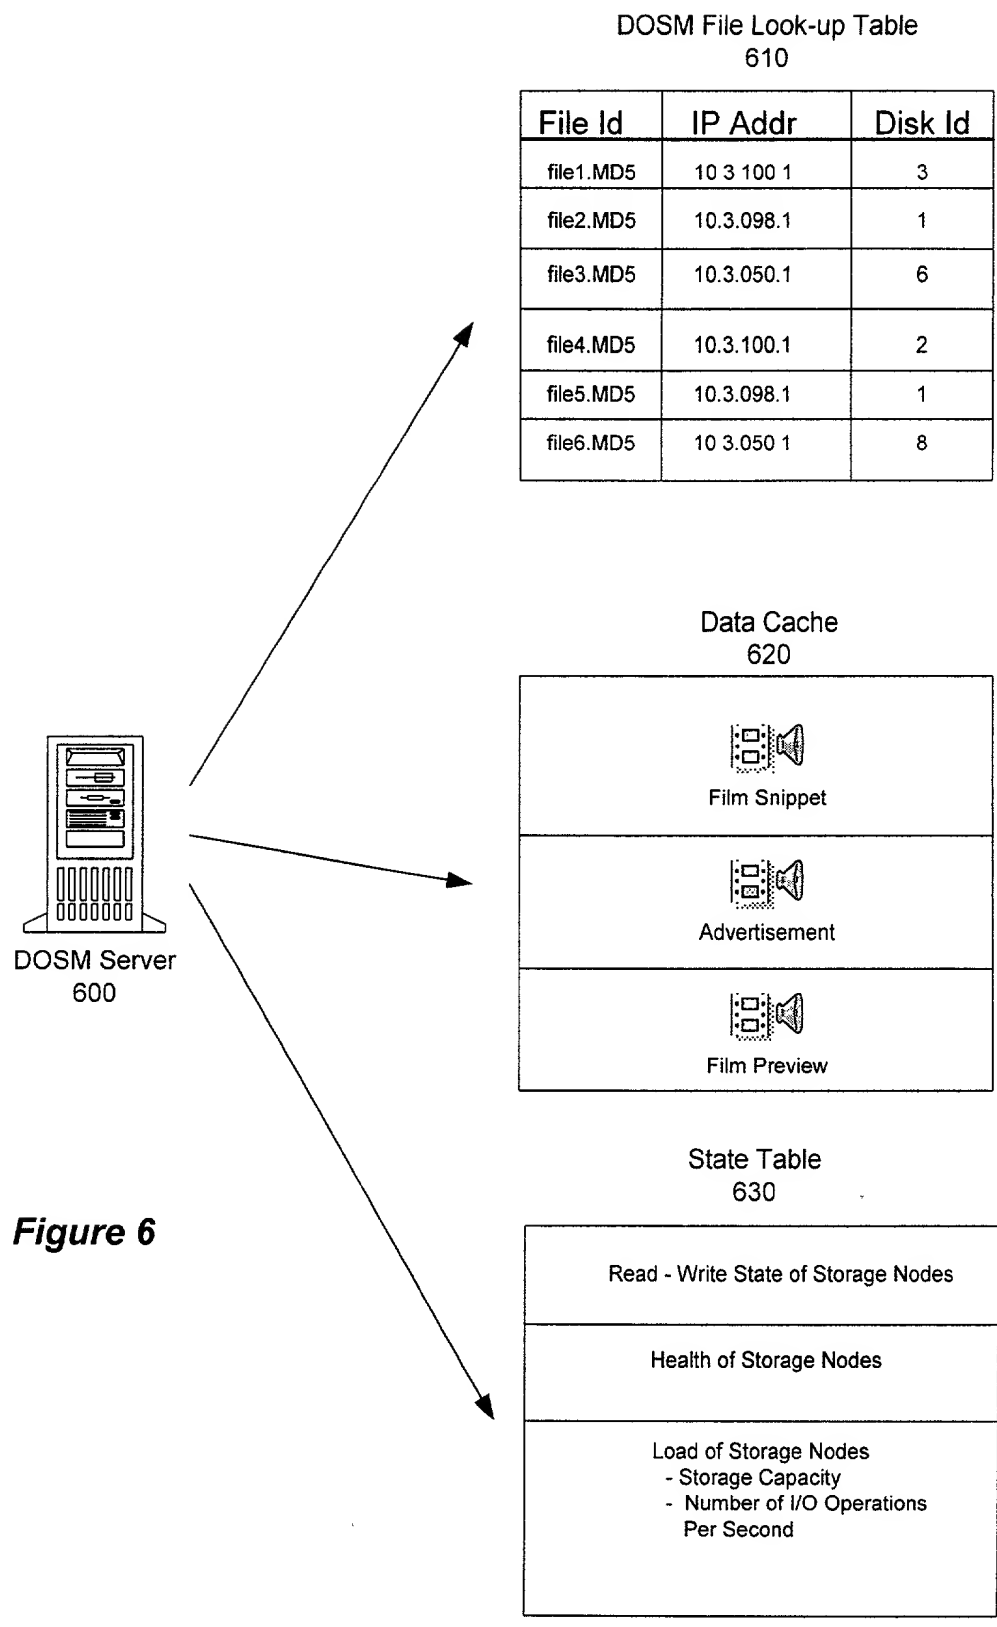 DOSM File Look-up Table
610
File Id IP Addr Disk Id
file1.MD5 10 3 100 1 3
file2.MD5 10.3.098.1 1
file3.MD5 10.3.050.1 6
file4.MD5 10.3.100.1 2
file5.MD5 10.3.098.1 1
file6.MD5 10 3.050 1 8
Data Cache
620
Film Snippet
Advertisement
Film Preview
DOSM Server
600
State Table
630
Read - Write State of Storage Nodes
Health of Storage Nodes
Load of Storage Nodes
- Storage Capacity
- Number of I/O Operations
Per Second
Figure 6